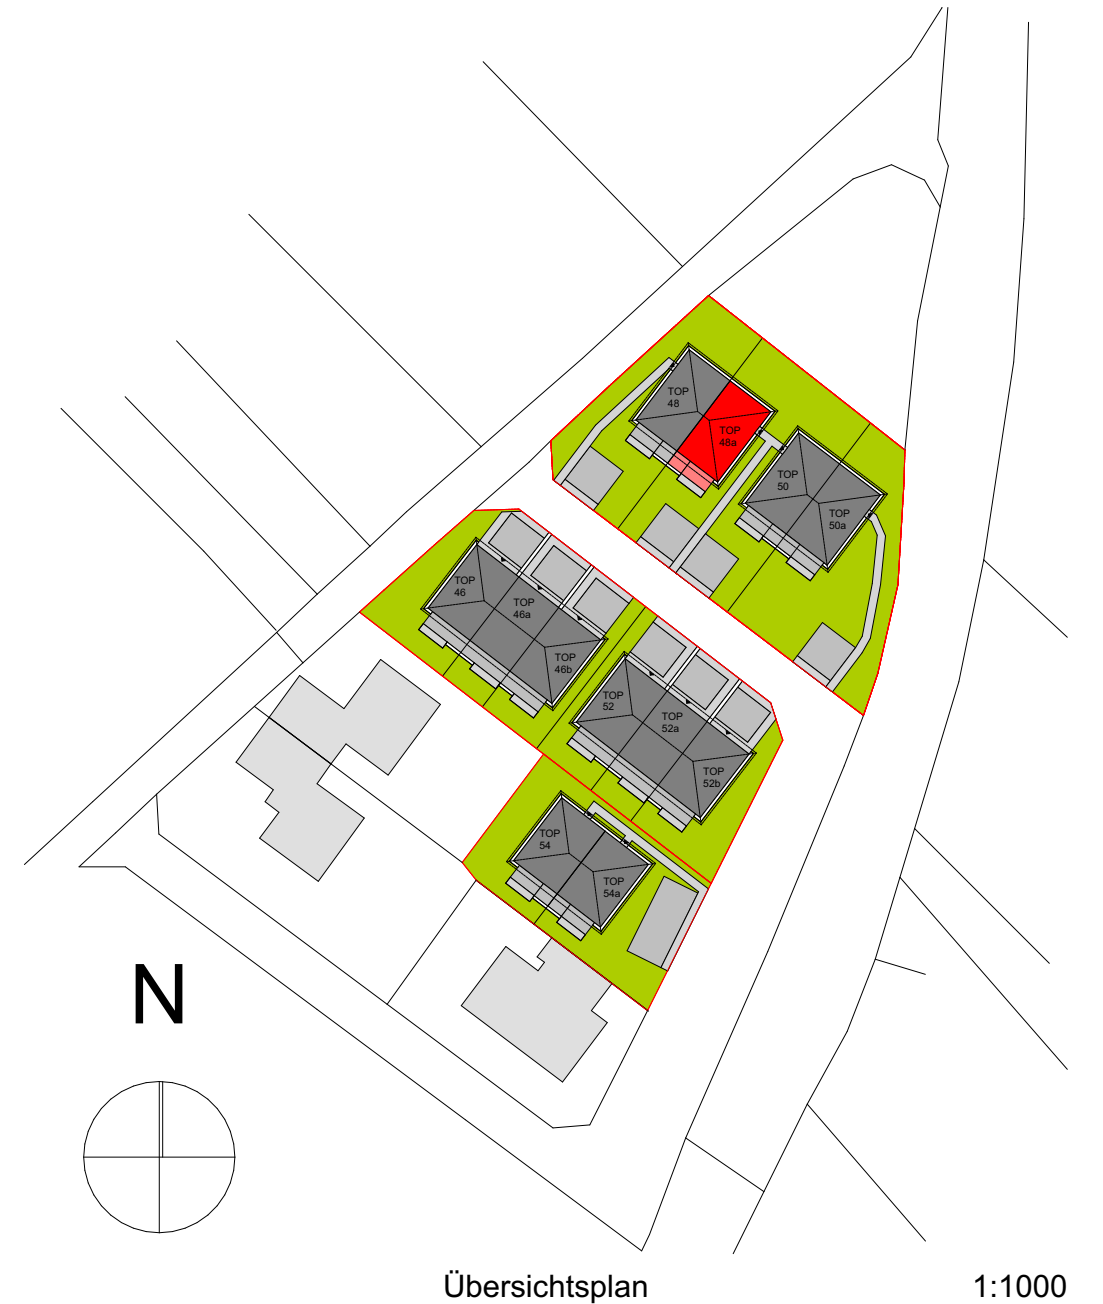 TOP
48
TOP
48a
TOP
50
TOP
50a
TOP
46
TOP
46a
TOP
46b
TOP
52
TOP
52a
TOP
52b
TOP
54
TOP
54a
N
Übersichtsplan
1:1000